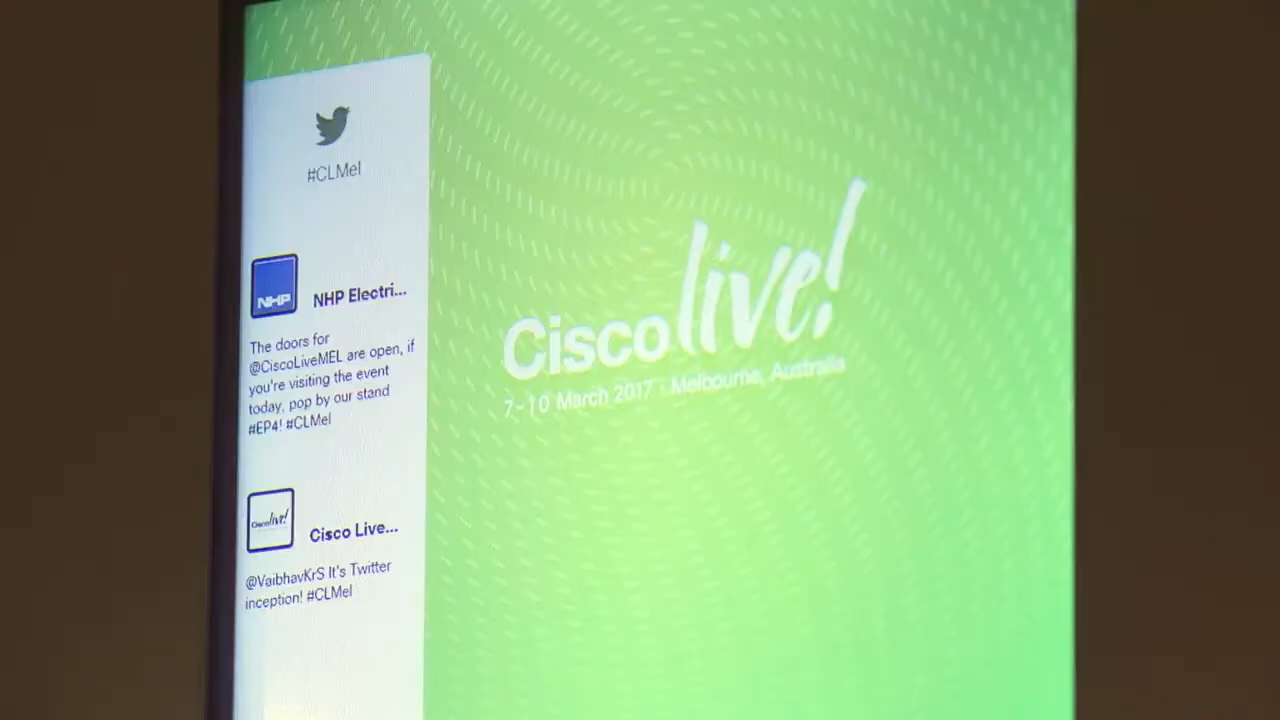 #CLMel
NHP
NHP Electri...
The doors for
@CiscoLiveMEL are open, if
you're visiting the event
today, pop by our stand
#EP4! #CLMel
Cisco live!
Cisco Live...
@VaibhavKrS It's Twitter
inception! #CLMel
Cisco live!
7-10 March 2017 · Melbourne, Australia